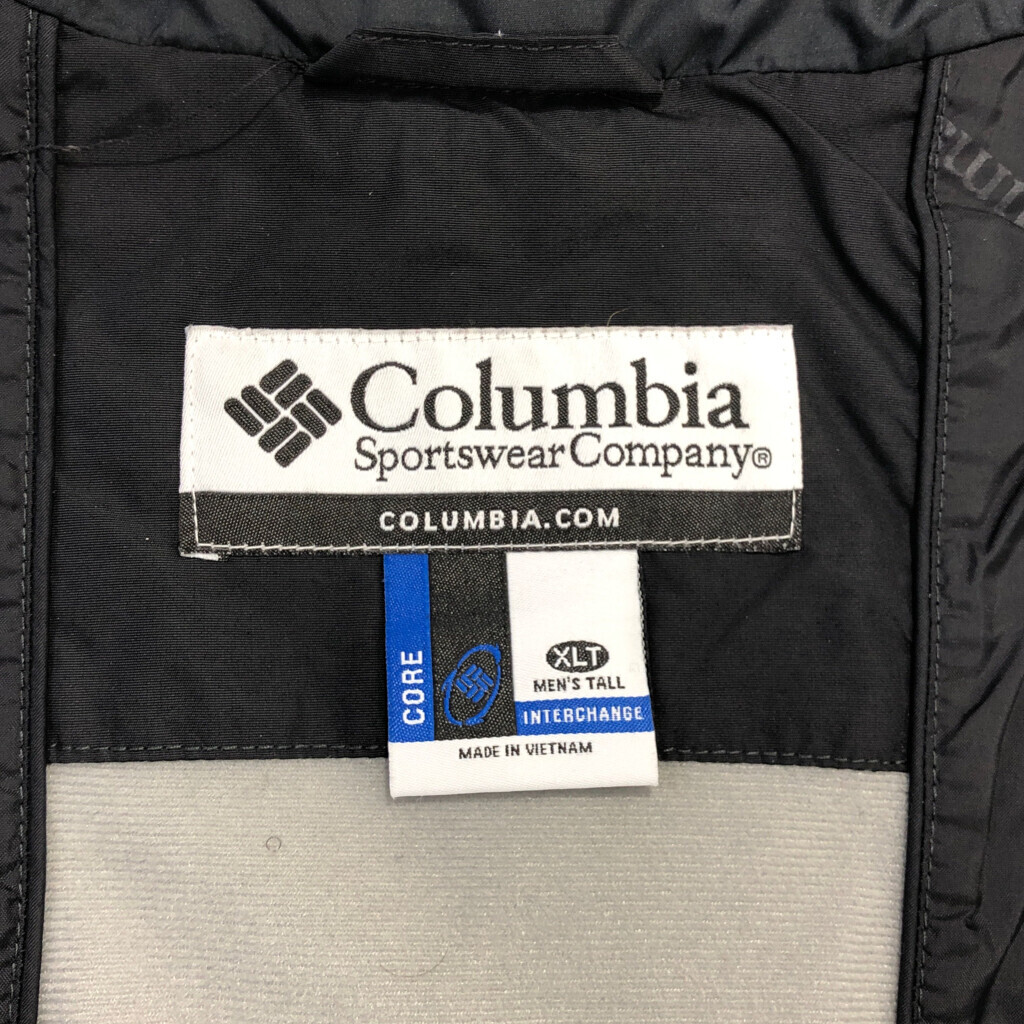 Columbia
Sportswear Company®
COLUMBIA.COM
CORE
XLT
MEN'S TALL
INTERCHANGE
MADE IN VIETNAM